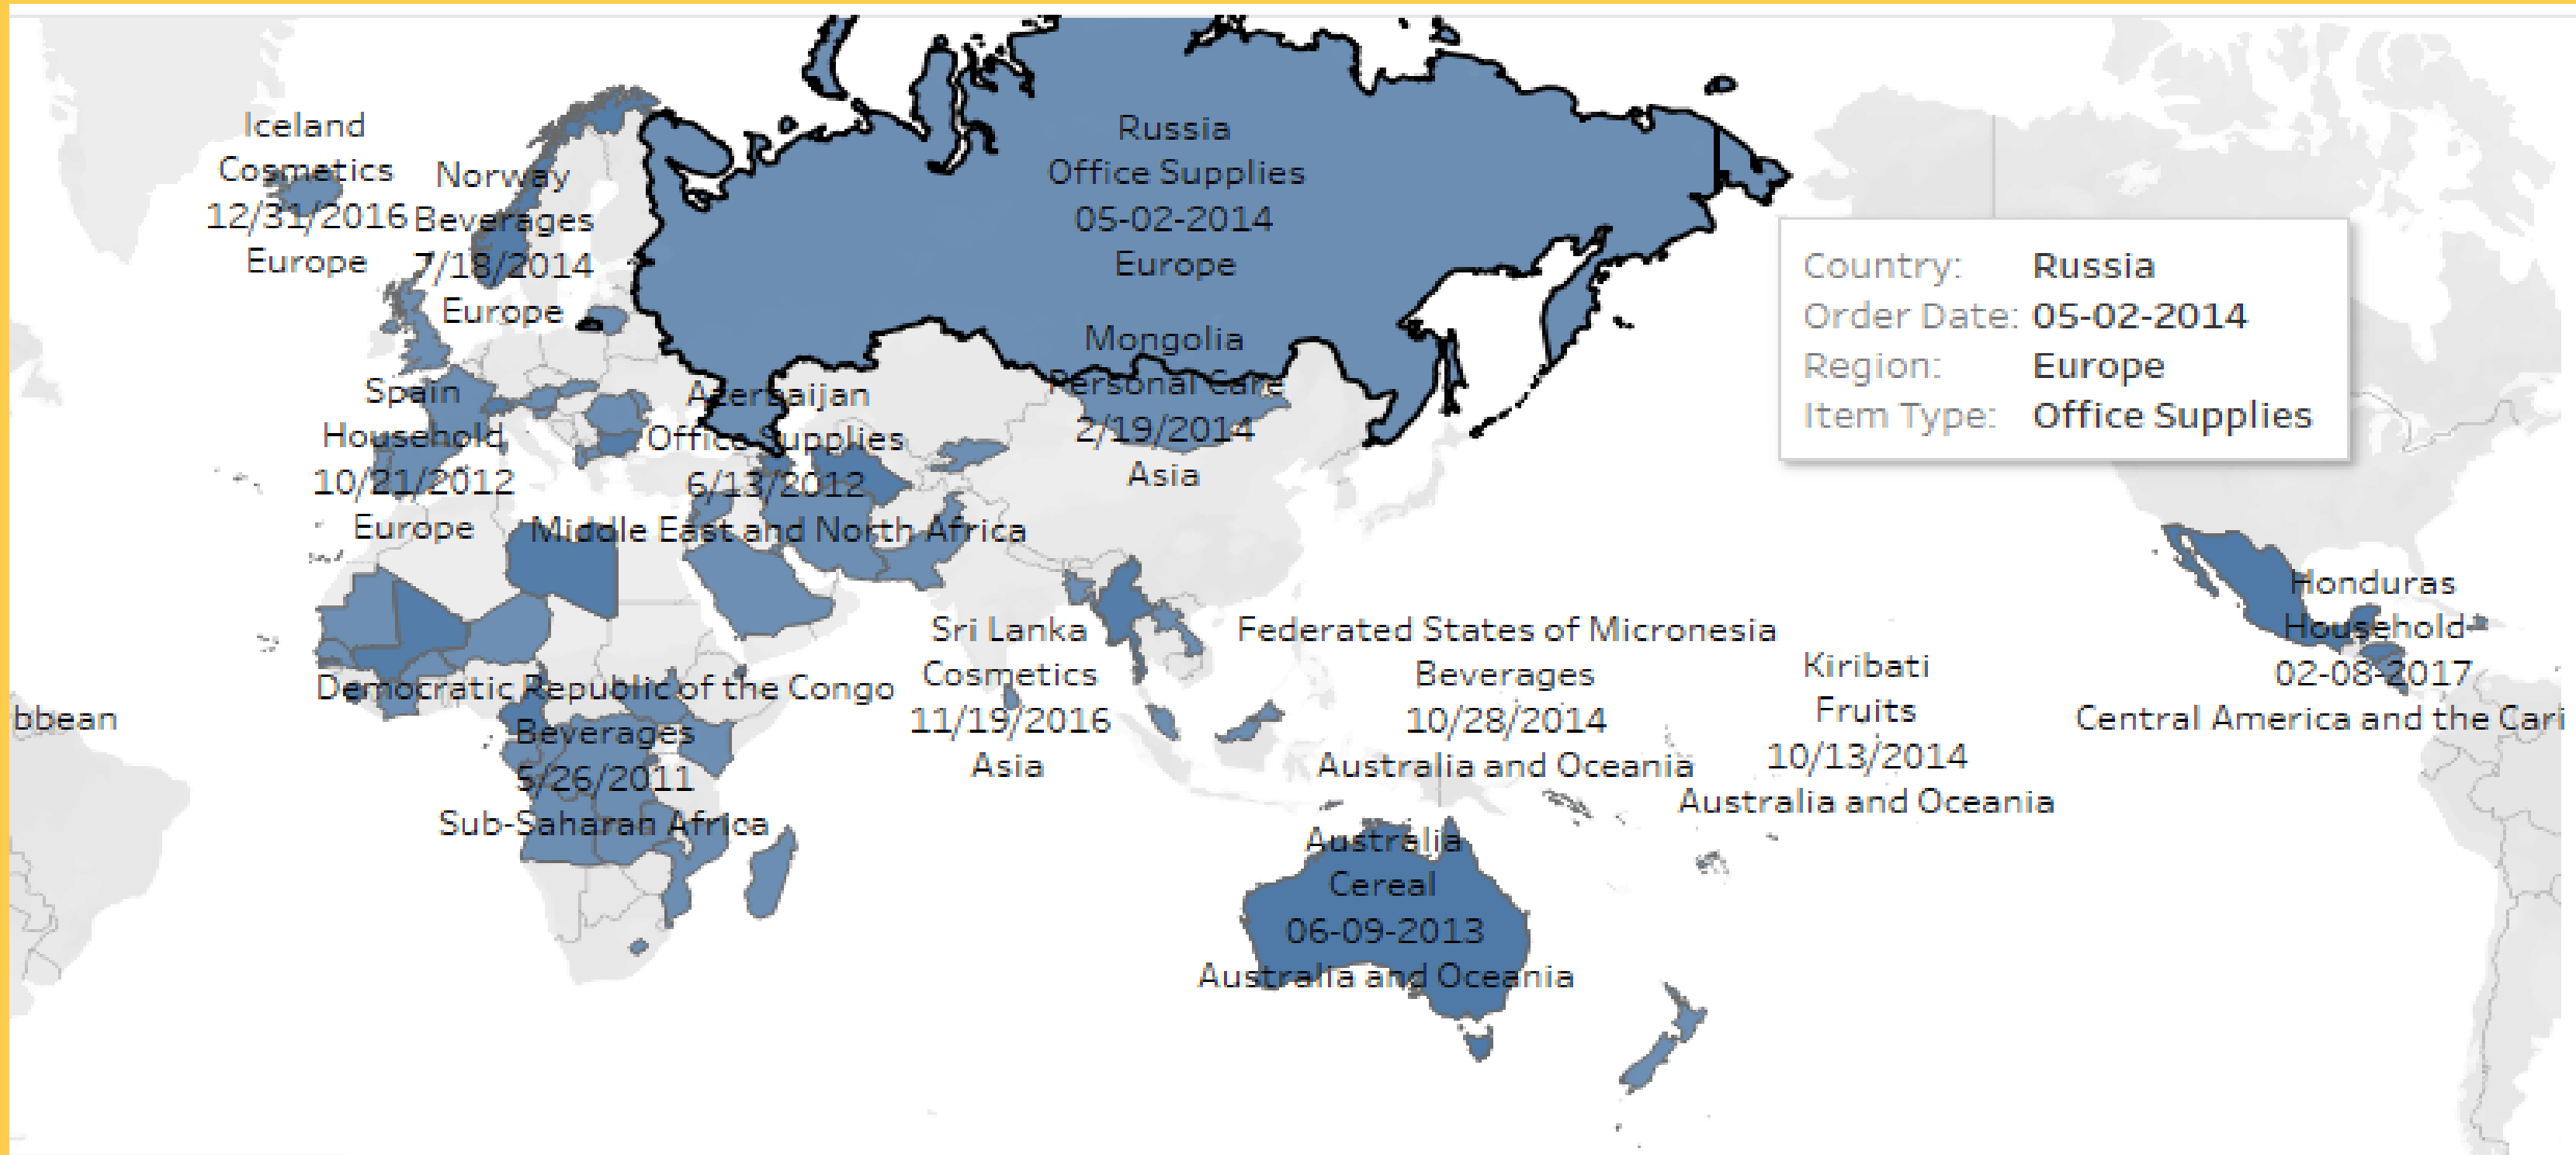 Iceland
Cosmetics
12/31/2016
Europe
Norway
Beverages
7/18/2014
Europe
Russia
Office Supplies
05-02-2014
Europe
Country: Russia
Order Date: 05-02-2014
Region: Europe
Item Type: Office Supplies
Mongolia
Personal Care
2/19/2014
Asia
Spain
Household
10/21/2012
Europe
Azerbaijan
Office Supplies
6/13/2012
Middle East and North Africa
Honduras
Household
02-08-2017
Central America and the Cari
bbean
Sri Lanka
Cosmetics
11/19/2016
Asia
Federated States of Micronesia
Beverages
10/28/2014
Australia and Oceania
Kiribati
Fruits
10/13/2014
Australia and Oceania
Democratic Republic of the Congo
Beverages
5/26/2011
Sub-Saharan Africa
Australia
Cereal
06-09-2013
Australia and Oceania